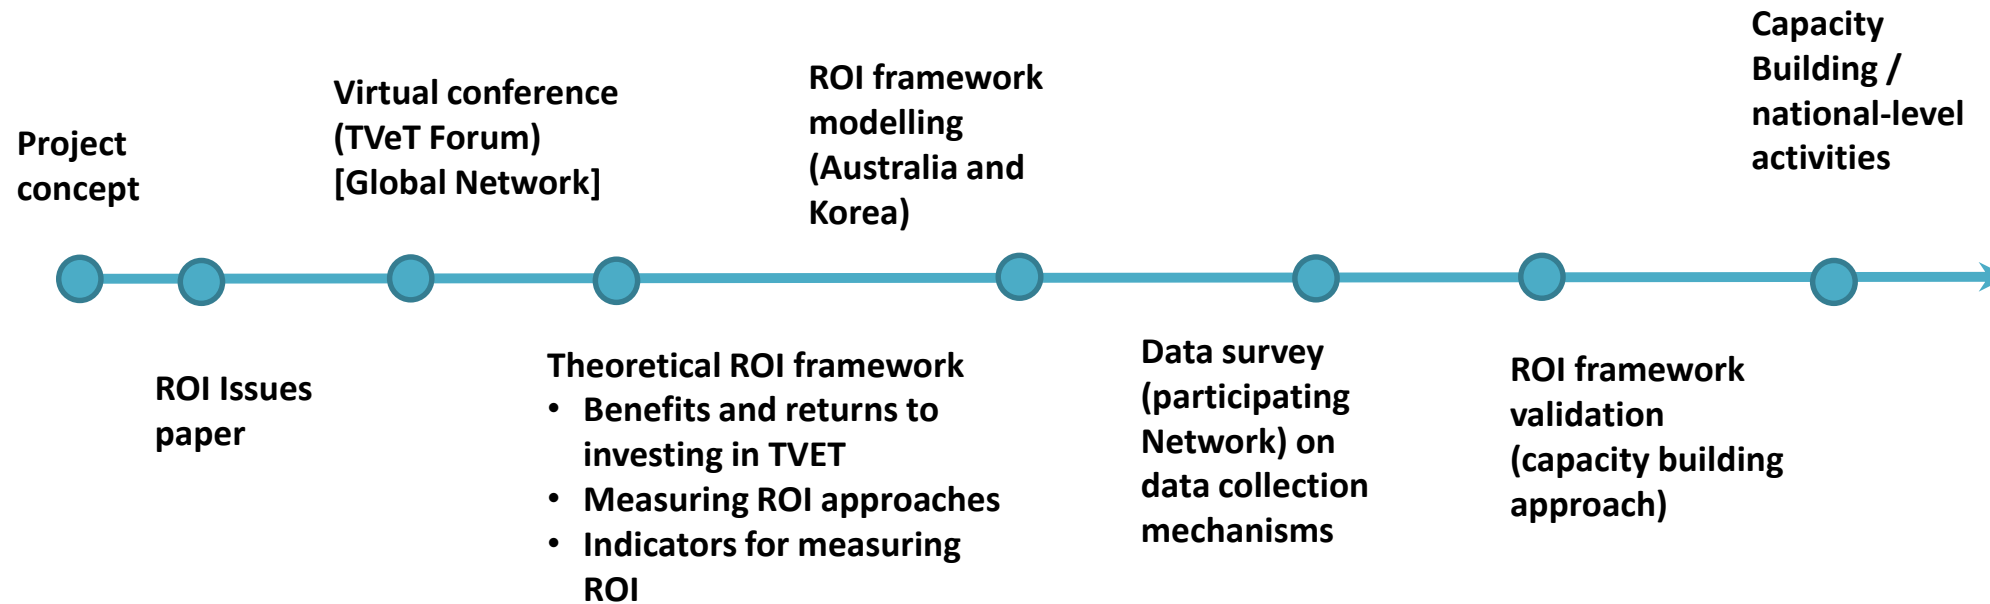 Project
concept
ROI Issues
paper
Virtual conference
(TVeT Forum)
[Global Network]
Theoretical ROI framework
• Benefits and returns to
investing in TVET
• Measuring ROI approaches
• Indicators for measuring
ROI
ROI framework
modelling
(Australia and
Korea)
Data survey
(participating
Network) on
data collection
mechanisms
ROI framework
validation
(capacity building
approach)
Capacity
Building /
national-level
activities